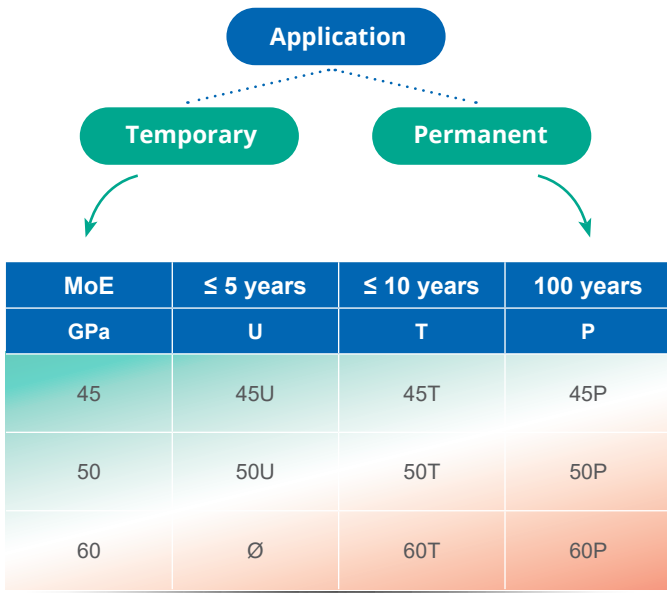 Application
Temporary Permanent
MoE ≤ 5 years ≤ 10 years 100 years
GPa U T P
45 45U 45T 45P
50 50U 50T 50P
60 Ø 60T 60P